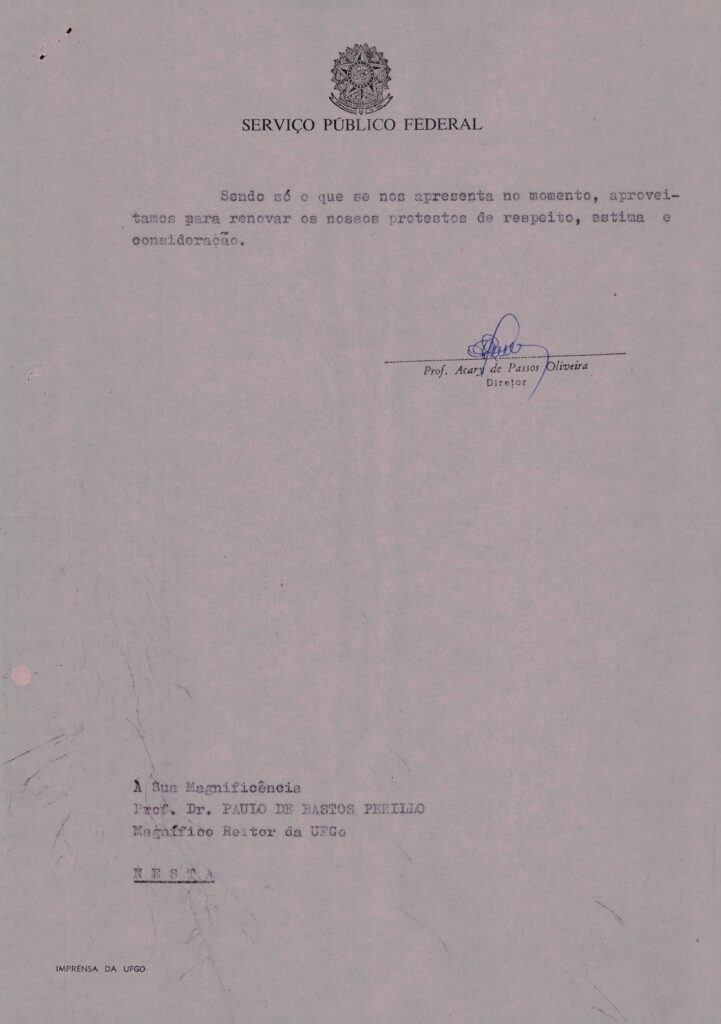 SERVIÇO PÚBLICO FEDERAL
Sendo só o que se nos apresenta no momento, aprovei-
tamos para renovar os nossos protestos de respeito, estima e
consideração.
Prof. Acary de Passos Oliveira
Diretor
À Sua Magnificência
Prof. Dr. PAULO DE BASTOS PERILLO
Magnífico Reitor da UFGo
N E S T A
IMPRENSA DA UFGO